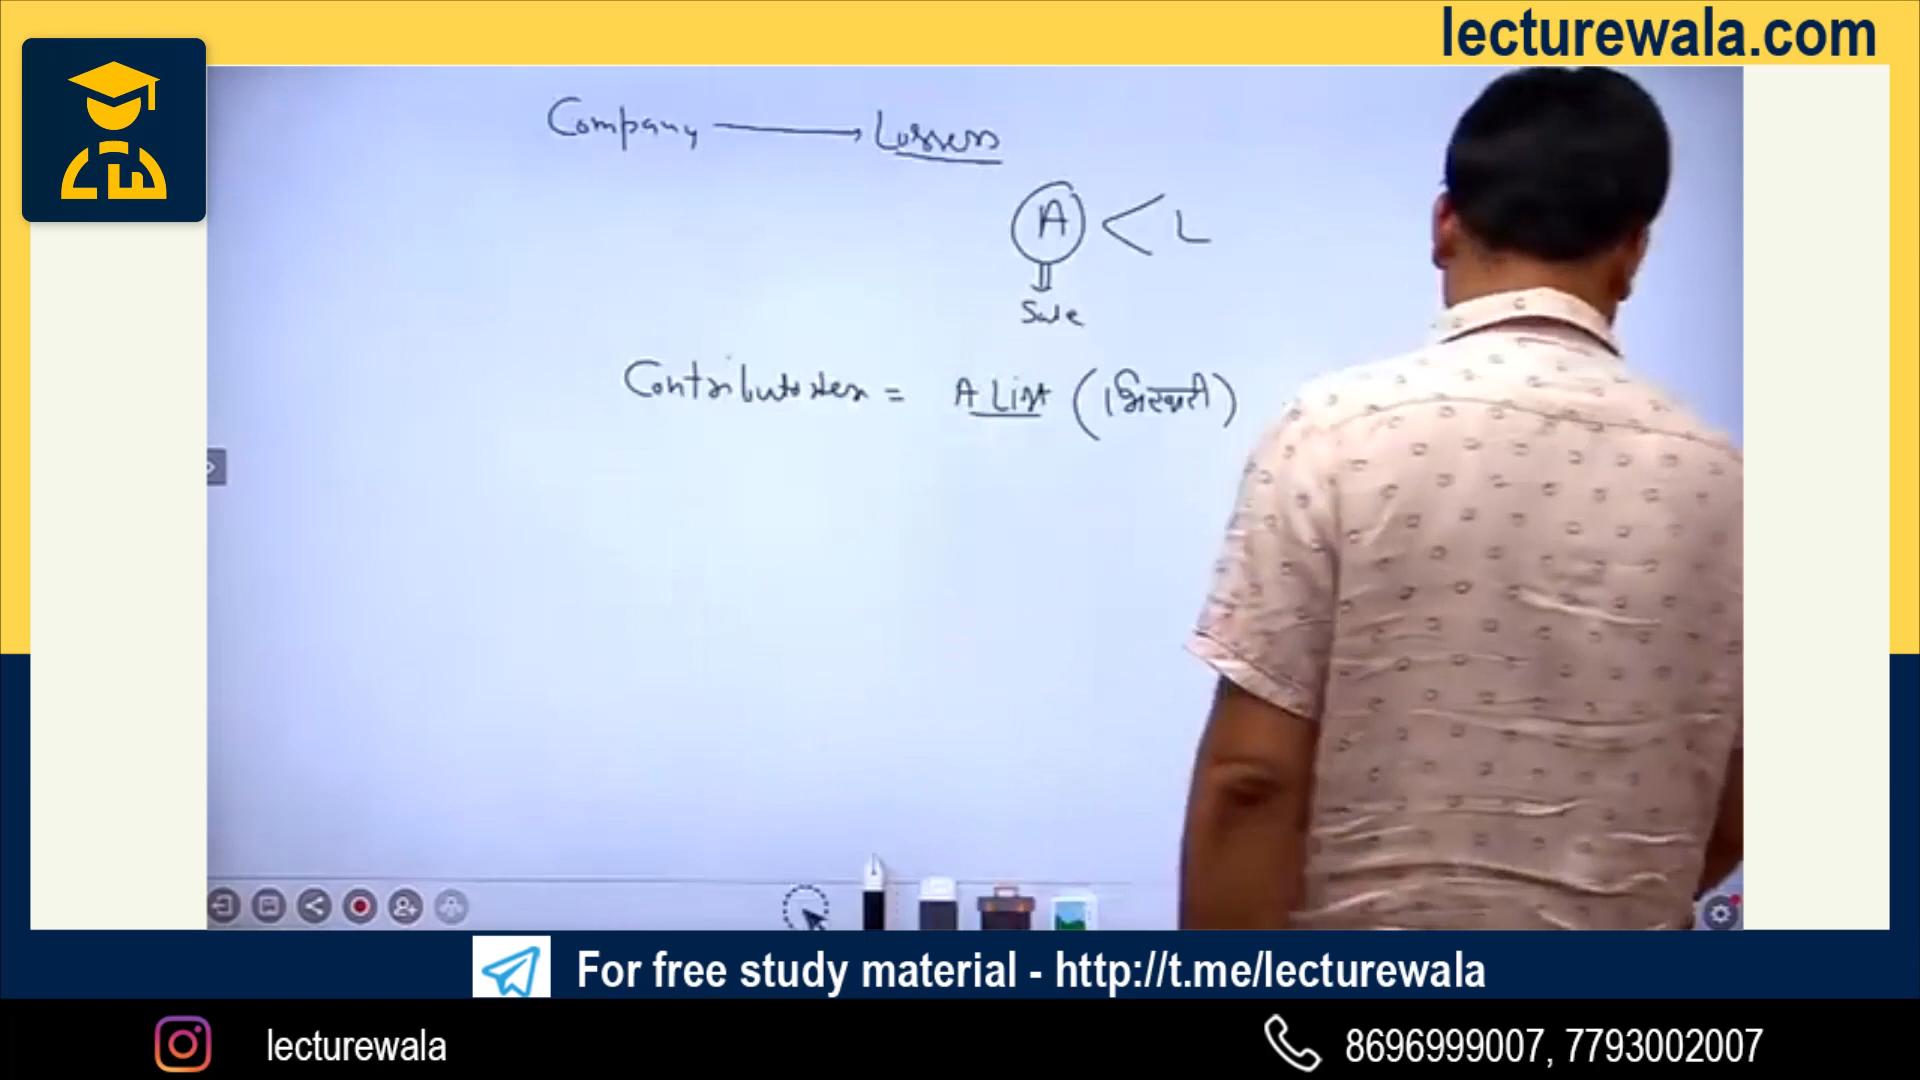 lecturewala.com
Company → Losses
A < L
Sale
Contributories = A List (भिखारी)
For free study material - http://t.me/lecturewala
lecturewala
8696999007, 7793002007